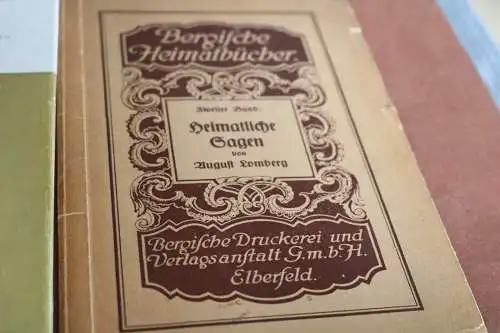 Bergische
Heimatbücher.
Zweiter Band.
Heimatliche
Sagen
von
August Lomberg
Bergische Druckerei und
Verlagsanstalt G.m.b.H.
Elberfeld.